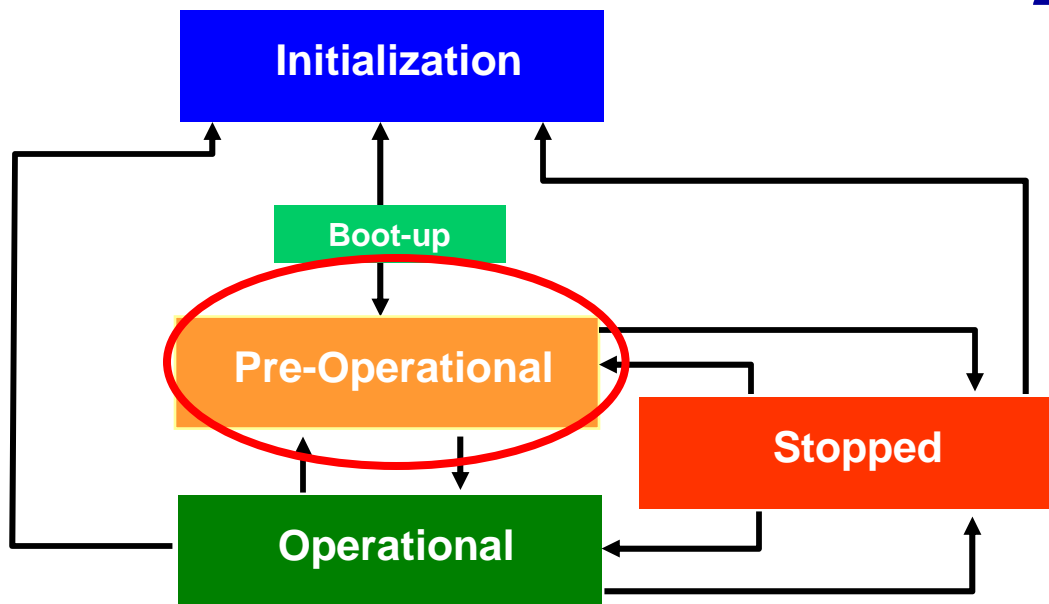 Initialization
Boot-up
Pre-Operational
Stopped
Operational